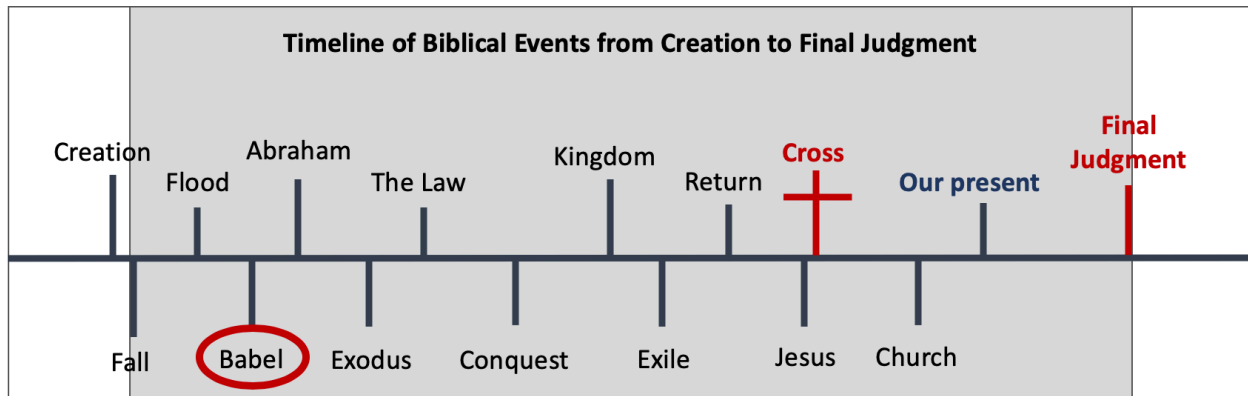 Timeline of Biblical Events from Creation to Final Judgment
Creation
Flood
Abraham
The Law
Kingdom
Return
Cross
Our present
Final
Judgment
Fall
Babel
Exodus
Conquest
Exile
Jesus
Church